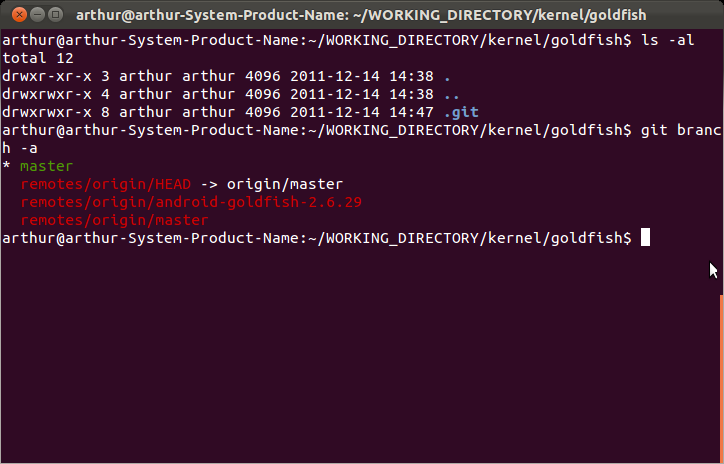 arthur@arthur-System-Product-Name: ~/WORKING_DIRECTORY/kernel/goldfish
arthur@arthur-System-Product-Name:~/WORKING_DIRECTORY/kernel/goldfish$ ls -al
total 12
drwxr-xr-x 3 arthur arthur 4096 2011-12-14 14:38 .
drwxrwxr-x 4 arthur arthur 4096 2011-12-14 14:38 ..
drwxrwxr-x 8 arthur arthur 4096 2011-12-14 14:47 .git
arthur@arthur-System-Product-Name:~/WORKING_DIRECTORY/kernel/goldfish$ git branc
h -a
* master
  remotes/origin/HEAD -> origin/master
  remotes/origin/android-goldfish-2.6.29
  remotes/origin/master
arthur@arthur-System-Product-Name:~/WORKING_DIRECTORY/kernel/goldfish$